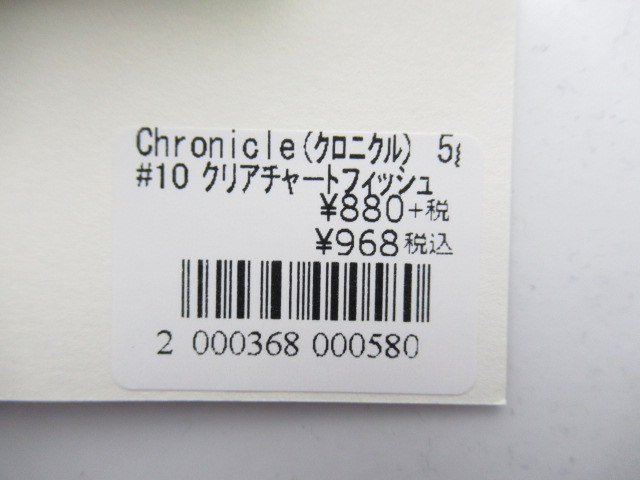 Chronicle(クロニクル) 5g
#10 クリアチャートフィッシュ
¥880+税
¥968税込
2 000368 000580